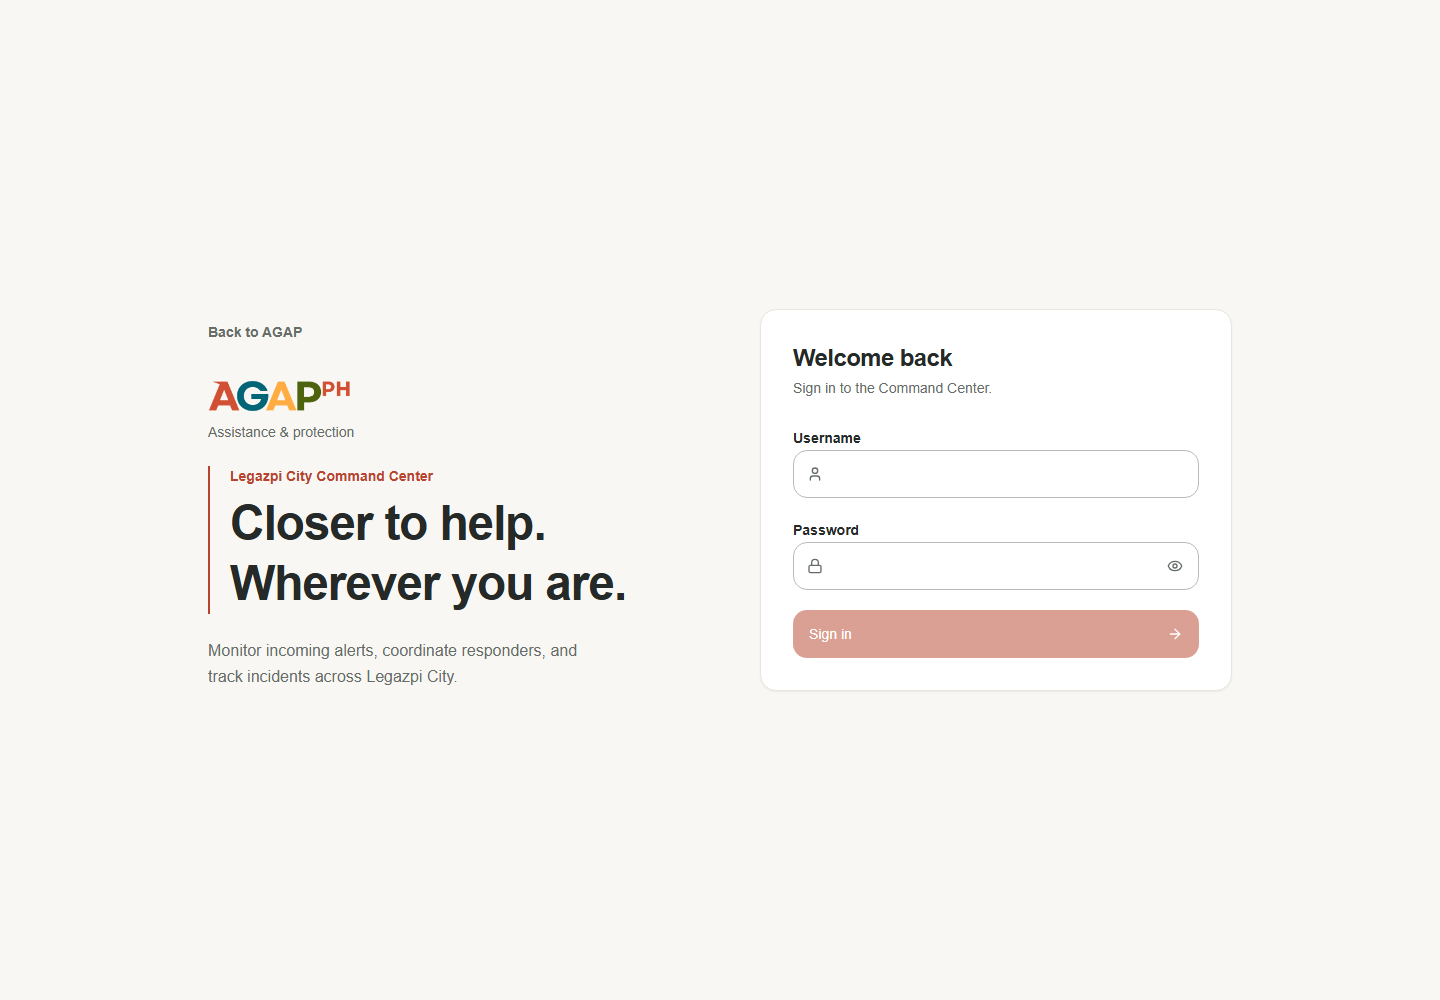 Back to AGAP
AGAPPH
Assistance & protection
Legazpi City Command Center
Closer to help.
Wherever you are.
Monitor incoming alerts, coordinate responders, and
track incidents across Legazpi City.
Welcome back
Sign in to the Command Center.
Username
Password
Sign in